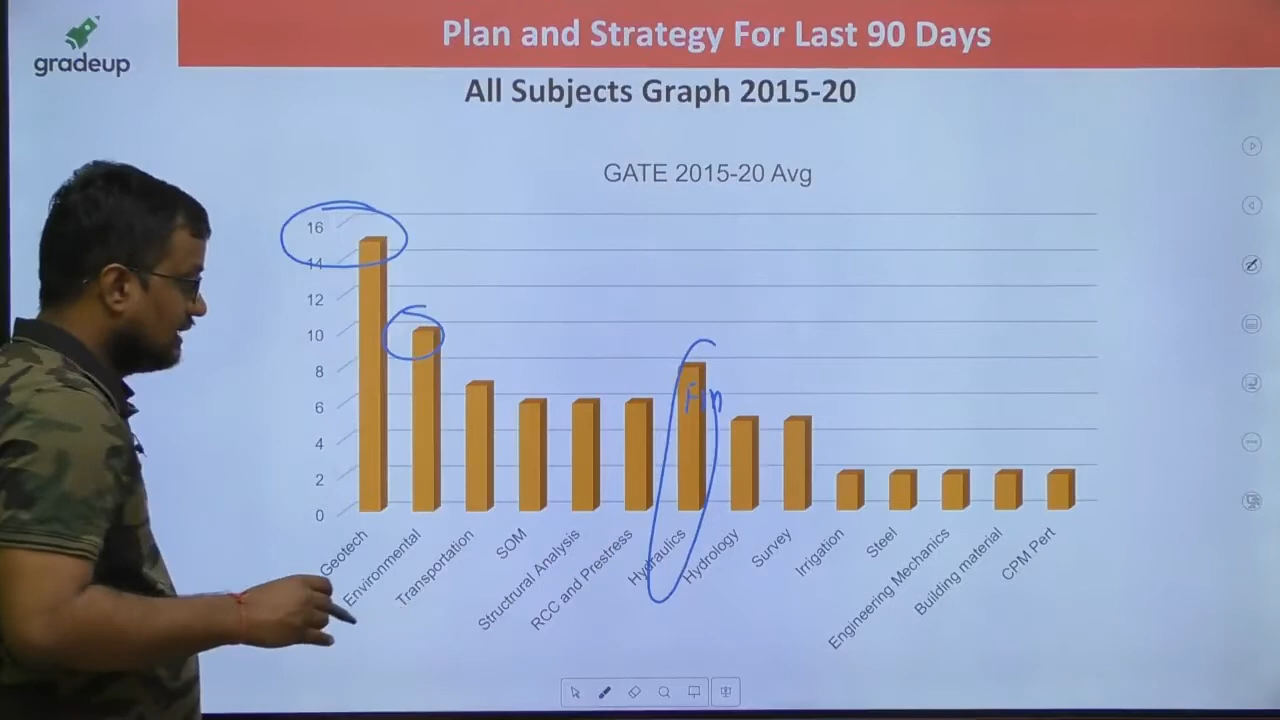 gradeup
Plan and Strategy For Last 90 Days
All Subjects Graph 2015-20
GATE 2015-20 Avg
16
14
12
10
8
6
4
2
0
Geotech
Environmental
Transportation
SOM
Structrural Analysis
RCC and Prestress
Hydraulics
Hydrology
Survey
Irrigation
Steel
Engineering Mechanics
Building material
CPM Pert